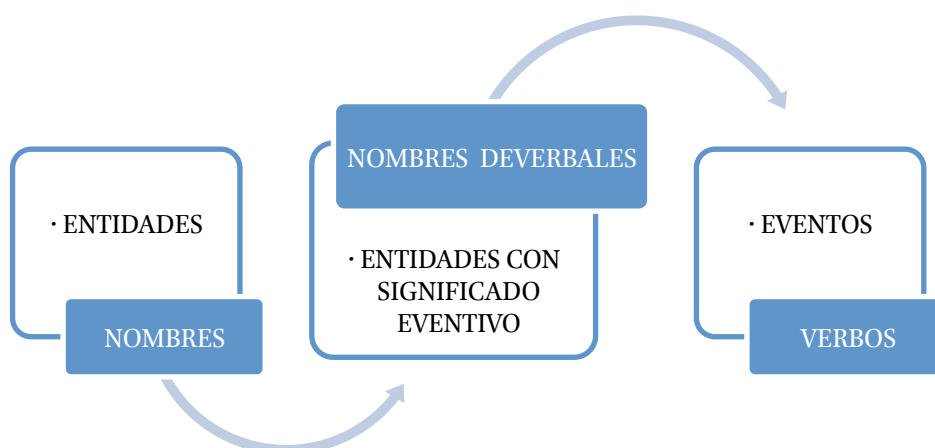 · ENTIDADES
NOMBRES
NOMBRES DEVERBALES
· ENTIDADES CON
SIGNIFICADO
EVENTIVO
· EVENTOS
VERBOS